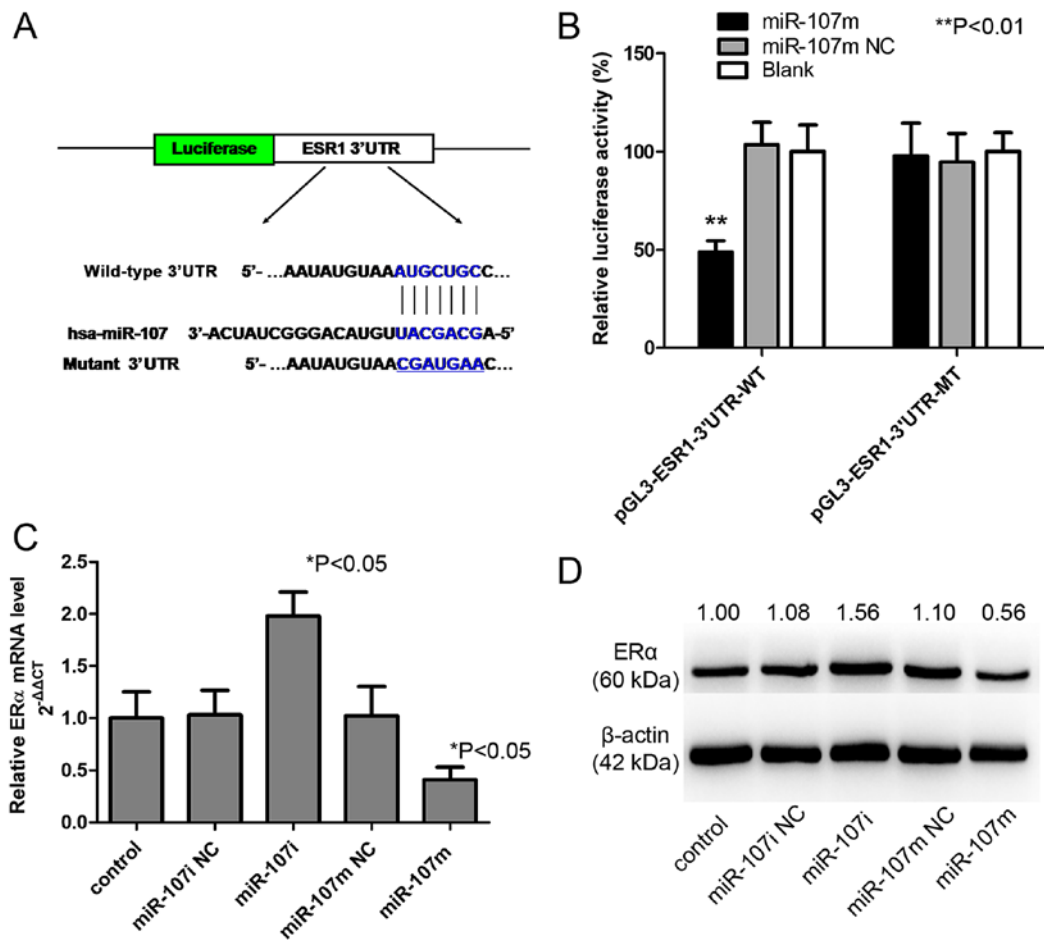 A
Luciferase
ESR1 3'UTR
Wild-type 3'UTR 5'- ...AAUAUGUAAAUGCUGCC...
hsa-miR-107 3'-ACUAUCGGGACAUGUUACGACGA-5'
Mutant 3'UTR 5'- ...AAUAUGUAACGAUGAAC...
B
miR-107m
miR-107m NC
Blank
**P<0.01
Relative luciferase activity (%)
150
100
50
0
**
pGL3-ESR1-3'UTR-WT
pGL3-ESR1-3'UTR-MT
C
Relative ERα mRNA level
2-ΔΔCT
2.5
2.0
1.5
1.0
0.5
0.0
*P<0.05
*P<0.05
control
miR-107i NC
miR-107i
miR-107m NC
miR-107m
D
1.00 1.08 1.56 1.10 0.56
ERα
(60 kDa)
β-actin
(42 kDa)
control
miR-107i NC
miR-107i
miR-107m NC
miR-107m